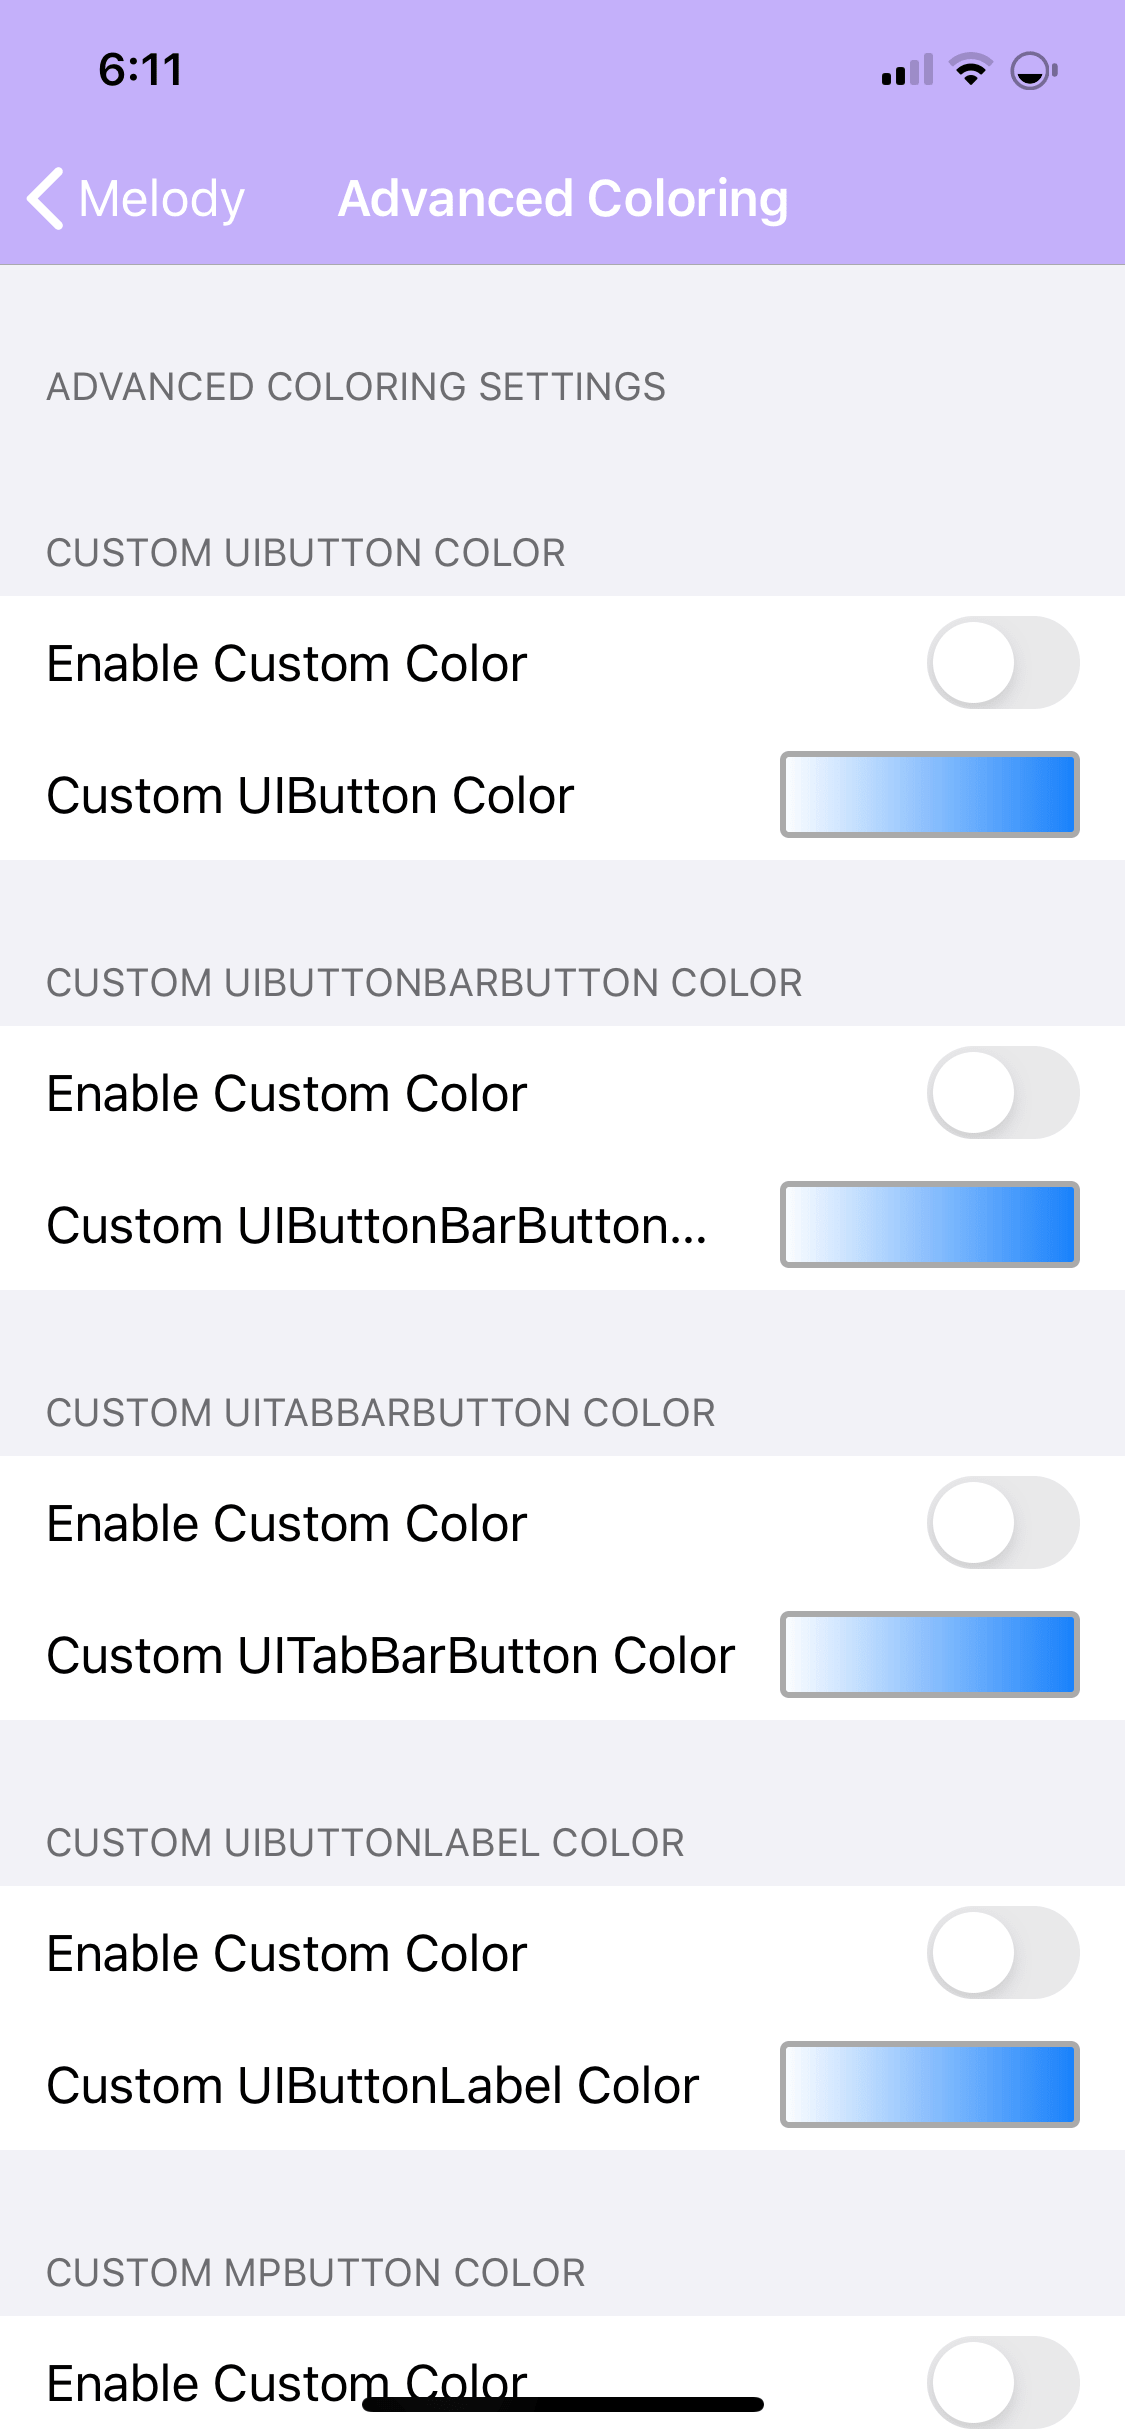 6:11
Melody
Advanced Coloring
ADVANCED COLORING SETTINGS
CUSTOM UIBUTTON COLOR
Enable Custom Color
Custom UIButton Color
CUSTOM UIBUTTONBARBUTTON COLOR
Enable Custom Color
Custom UIButtonBarButton...
CUSTOM UITABBARBUTTON COLOR
Enable Custom Color
Custom UITabBarButton Color
CUSTOM UIBUTTONLABEL COLOR
Enable Custom Color
Custom UIButtonLabel Color
CUSTOM MPBUTTON COLOR
Enable Custom Color